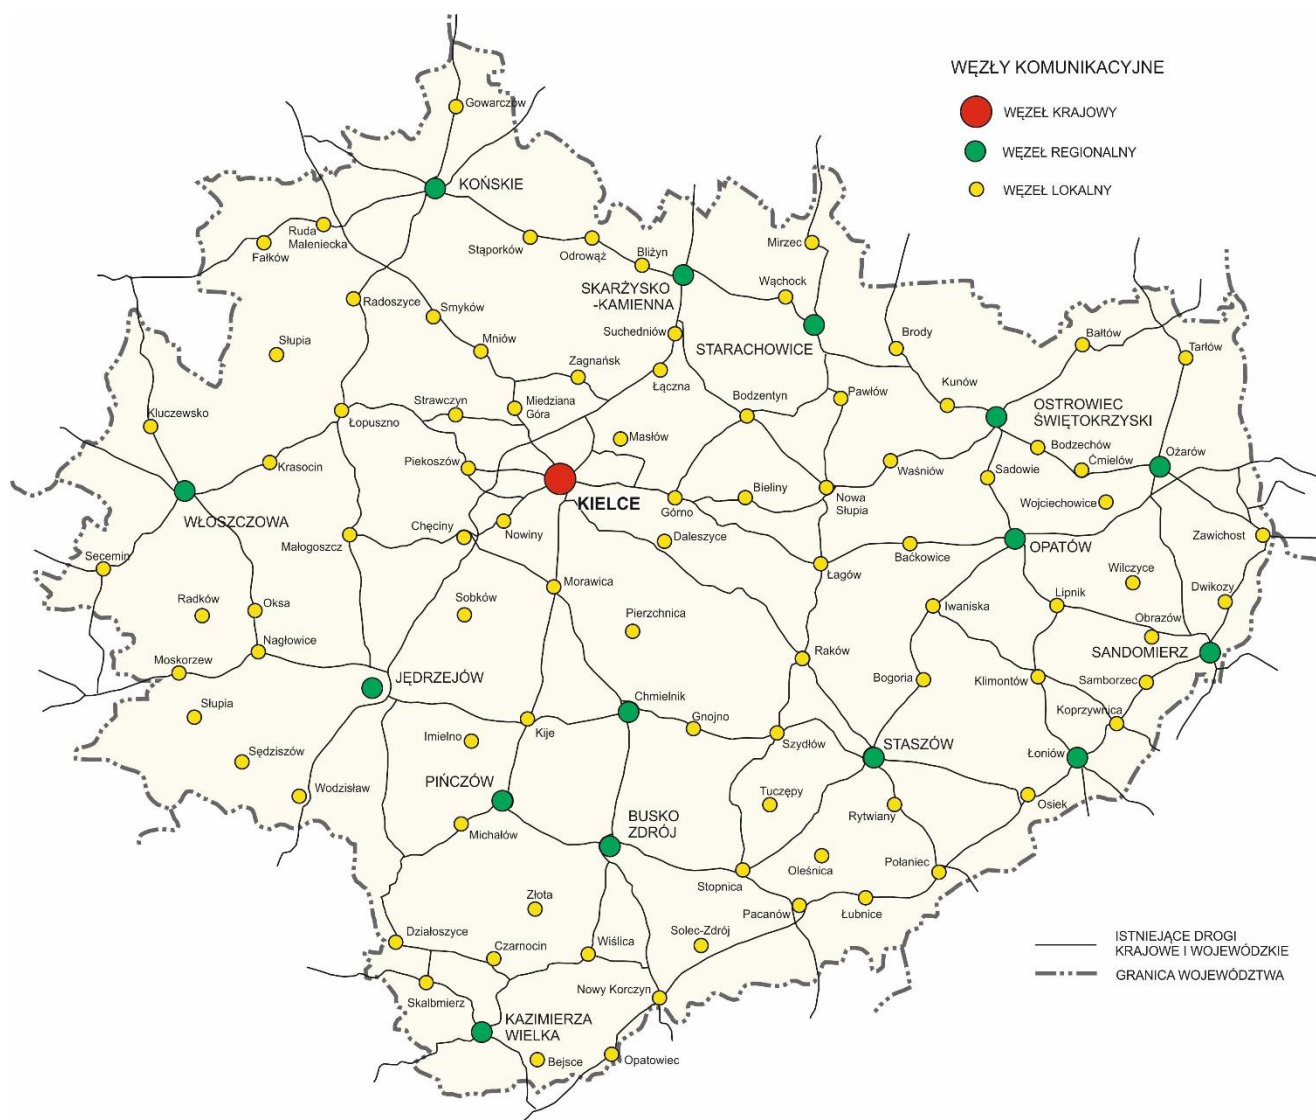 WĘZŁY KOMUNIKACYJNE
WĘZEŁ KRAJOWY
WĘZEŁ REGIONALNY
WĘZEŁ LOKALNY
Gowarczów
KOŃSKIE
Ruda
Maleniecka
Fałków
Stąporków
Odrowąż
Bliżyn
Mirzec
SKARŻYSKO
-KAMIENNA
Wąchock
Radoszyce
Smyków
Suchedniów
STARACHOWICE
Brody
Bałtów
Tarłów
Słupia
Mniów
Zagnańsk
Łączna
Kluczewsko
Łopuszno
Strawczyn
Miedziana
Góra
Bodzentyn
Pawłów
Kunów
OSTROWIEC
ŚWIĘTOKRZYSKI
Masłów
Bodzechów
Ćmielów
OŻarów
Krasocin
Piekoszów
KIELCE
Waśniów
Sadowie
Górno
Bieliny
Nowa
Słupia
Wojciechowice
WŁOSZCZOWA
Małogoszcz
Chęciny
Nowiny
Daleszyce
OPATÓW
Zawichost
Secemin
Morawica
Łagów
Baćkowice
Wilczyce
Dwikozy
Radków
Oksa
Sobków
Pierzchnica
Iwaniska
Lipnik
Obrazów
Nagłowice
Raków
SANDOMIERZ
Moskorzew
JĘDRZEJÓW
Bogoria
Klimontów
Samborzec
Słupia
Chmielnik
Koprzywnica
Imielno
Kije
Gnojno
Szydłów
STASZÓW
Łoniów
Sędziszów
Wodzisław
PIŃCZÓW
Tuczępy
Rytwiany
Osiek
Michałów
BUSKO
ZDRÓJ
Oleśnica
Połaniec
Stopnica
Złota
Pacanów
Łubnice
Działoszyce
Czarnocin
Wiślica
Solec-Zdrój
Skalbmierz
Nowy Korczyn
KAZIMIERZA
WIELKA
Bejsce
Opatowiec
ISTNIEJĄCE DROGI
KRAJOWE I WOJEWÓDZKIE
GRANICA WOJEWÓDZTWA